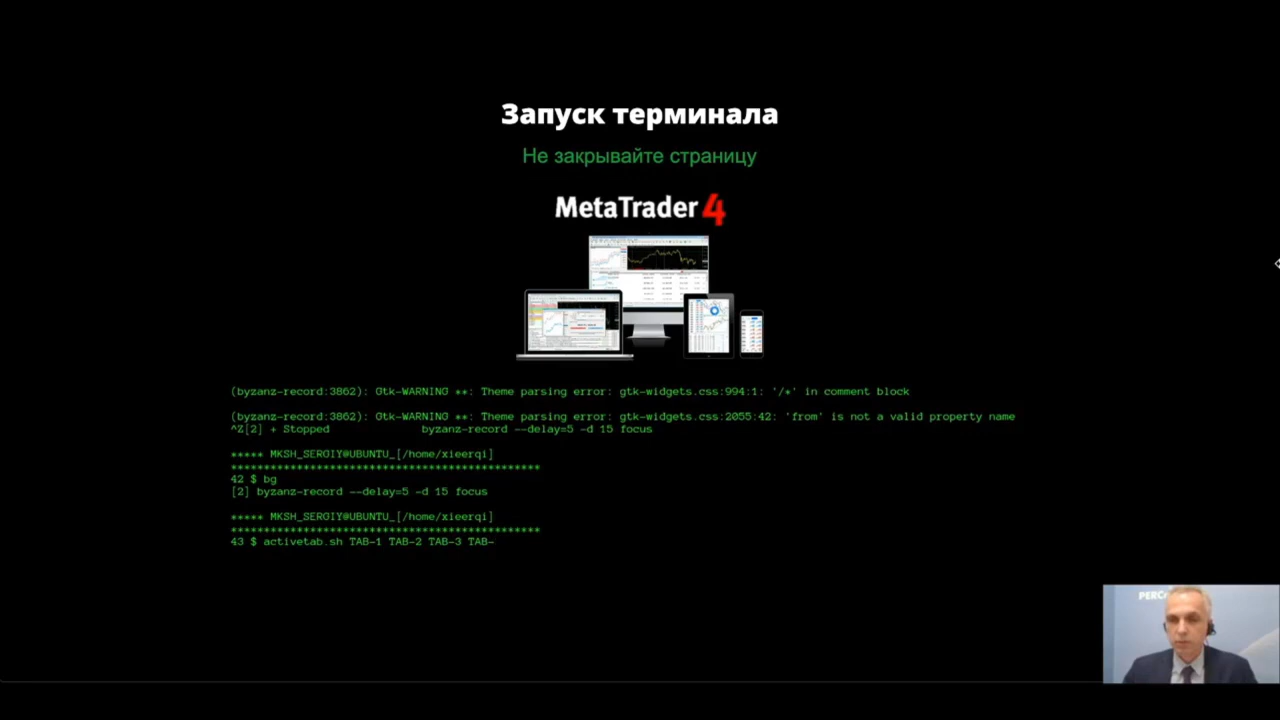 Запуск терминала
Не закрывайте страницу
MetaTrader 4
(byzanz-record:3862): Gtk-WARNING **: Theme parsing error: gtk-widgets.css:994:1: '/*' in comment block
(byzanz-record:3862): Gtk-WARNING **: Theme parsing error: gtk-widgets.css:2055:42: 'from' is not a valid property name
^Z[2] + Stopped byzanz-record --delay=5 -d 15 focus
***** MKSH_SERGIY@UBUNTU_[/home/xieerqi]
***********************************************
42 $ bg
[2] byzanz-record --delay=5 -d 15 focus
***** MKSH_SERGIY@UBUNTU_[/home/xieerqi]
***********************************************
43 $ activetab.sh TAB-1 TAB-2 TAB-3 TAB-